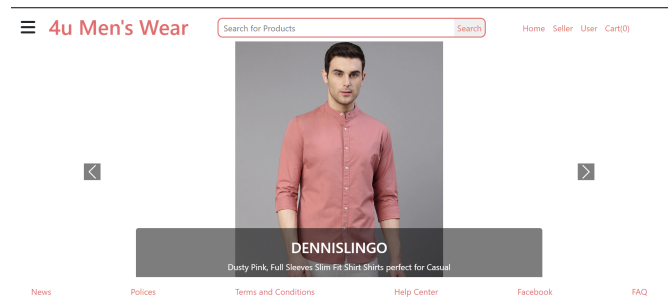 4u Men's Wear
Search for Products Search
Home Seller User Cart(0)
DENNISLINGO
Dusty Pink, Full Sleeves Slim Fit Shirt Shirts perfect for Casual
News Polices Terms and Conditions Help Center Facebook FAQ